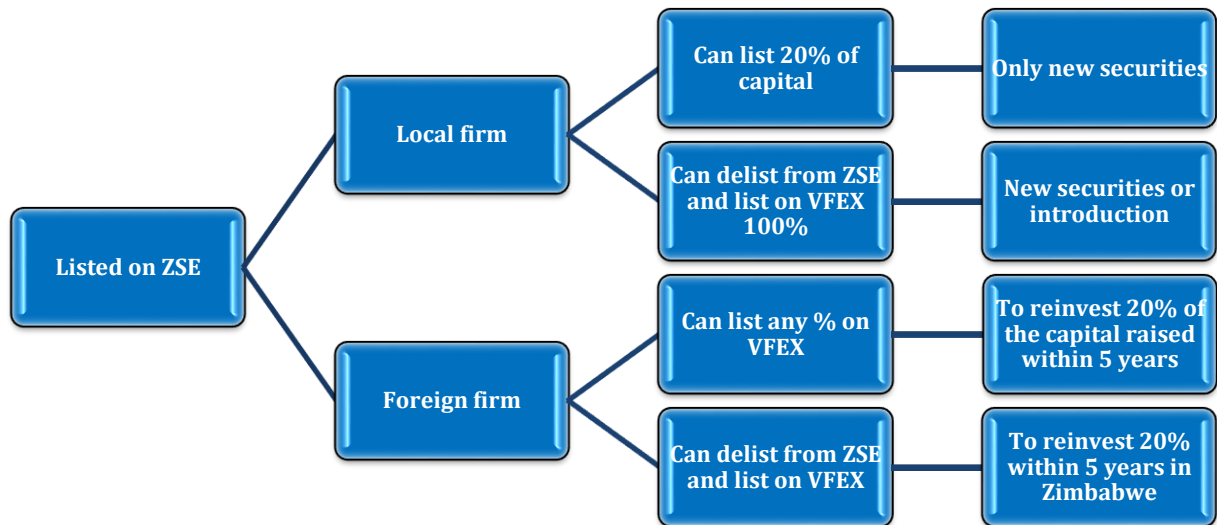 Listed on ZSE
Local firm
Can list 20% of
capital
Only new securities
Can delist from ZSE
and list on VFEX
100%
New securities or
introduction
Foreign firm
Can list any % on
VFEX
To reinvest 20% of
the capital raised
within 5 years
Can delist from ZSE
and list on VFEX
To reinvest 20%
within 5 years in
Zimbabwe